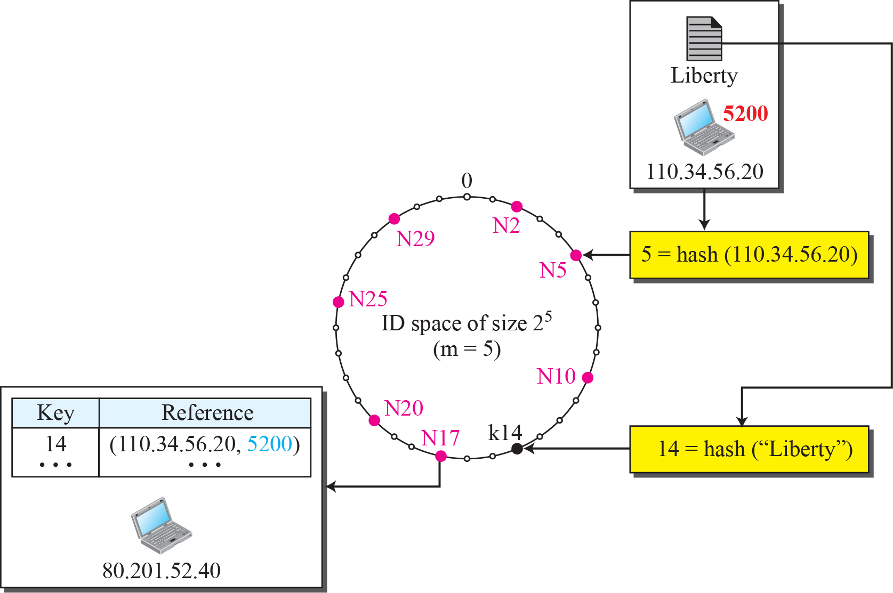 Liberty
5200
110.34.56.20
0
N2
N29
5 = hash (110.34.56.20)
N5
N25
ID space of size 2⁵
(m = 5)
N10
N20
k14
N17
14 = hash (“Liberty”)
Key Reference
14 (110.34.56.20, 5200)
• • • • • •
80.201.52.40